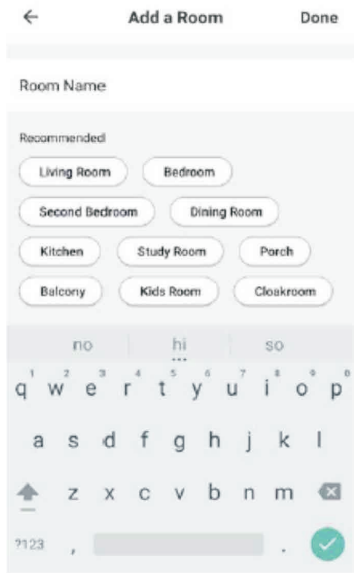 Add a Room Done
Room Name
Recommended
Living Room Bedroom
Second Bedroom Dining Room
Kitchen Study Room Porch
Balcony Kids Room Cloakroom
no hi so
1 2 3 4 5 6 7 8 9 0
q w e r t y u i o p
a s d f g h j k l
z x c v b n m
?123 , .